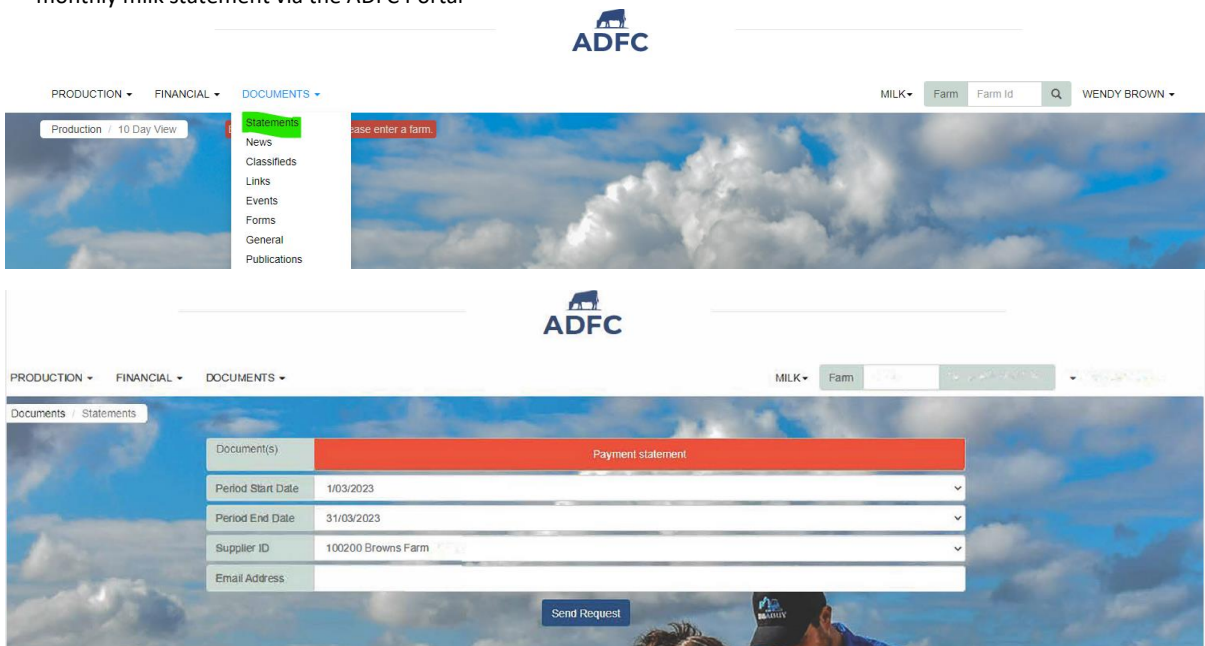 monthly milk statement via the ADFC Portal
ADFC
PRODUCTION FINANCIAL DOCUMENTS MILK Farm Farm Id WENDY BROWN
Production / 10 Day View Statements ease enter a farm.
News
Classifieds
Links
Events
Forms
General
Publications
ADFC
PRODUCTION FINANCIAL DOCUMENTS MILK Farm
Documents / Statements
Document(s) Payment statement
Period Start Date 1/03/2023
Period End Date 31/03/2023
Supplier ID 100200 Browns Farm
Email Address
Send Request